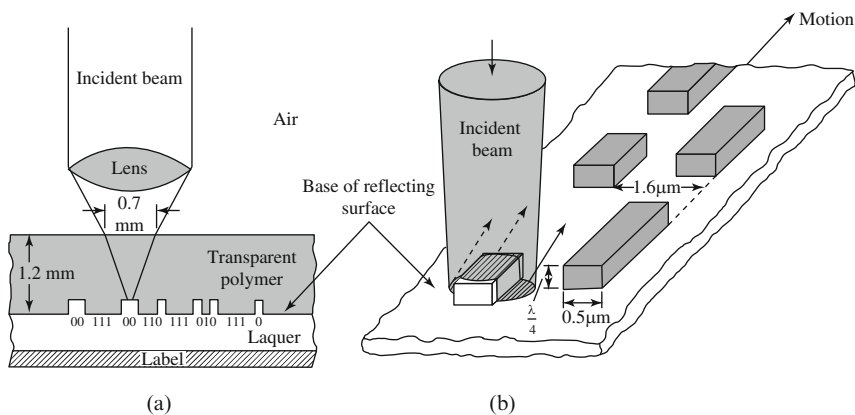 Incident beam
Air
Lens
0.7
mm
Base of reflecting
surface
1.2 mm
Transparent
polymer
00 111 00 110 111 010 111 0
Laquer
Label
(a)
Motion
Incident
beam
1.6μm
λ/4
0.5μm
(b)